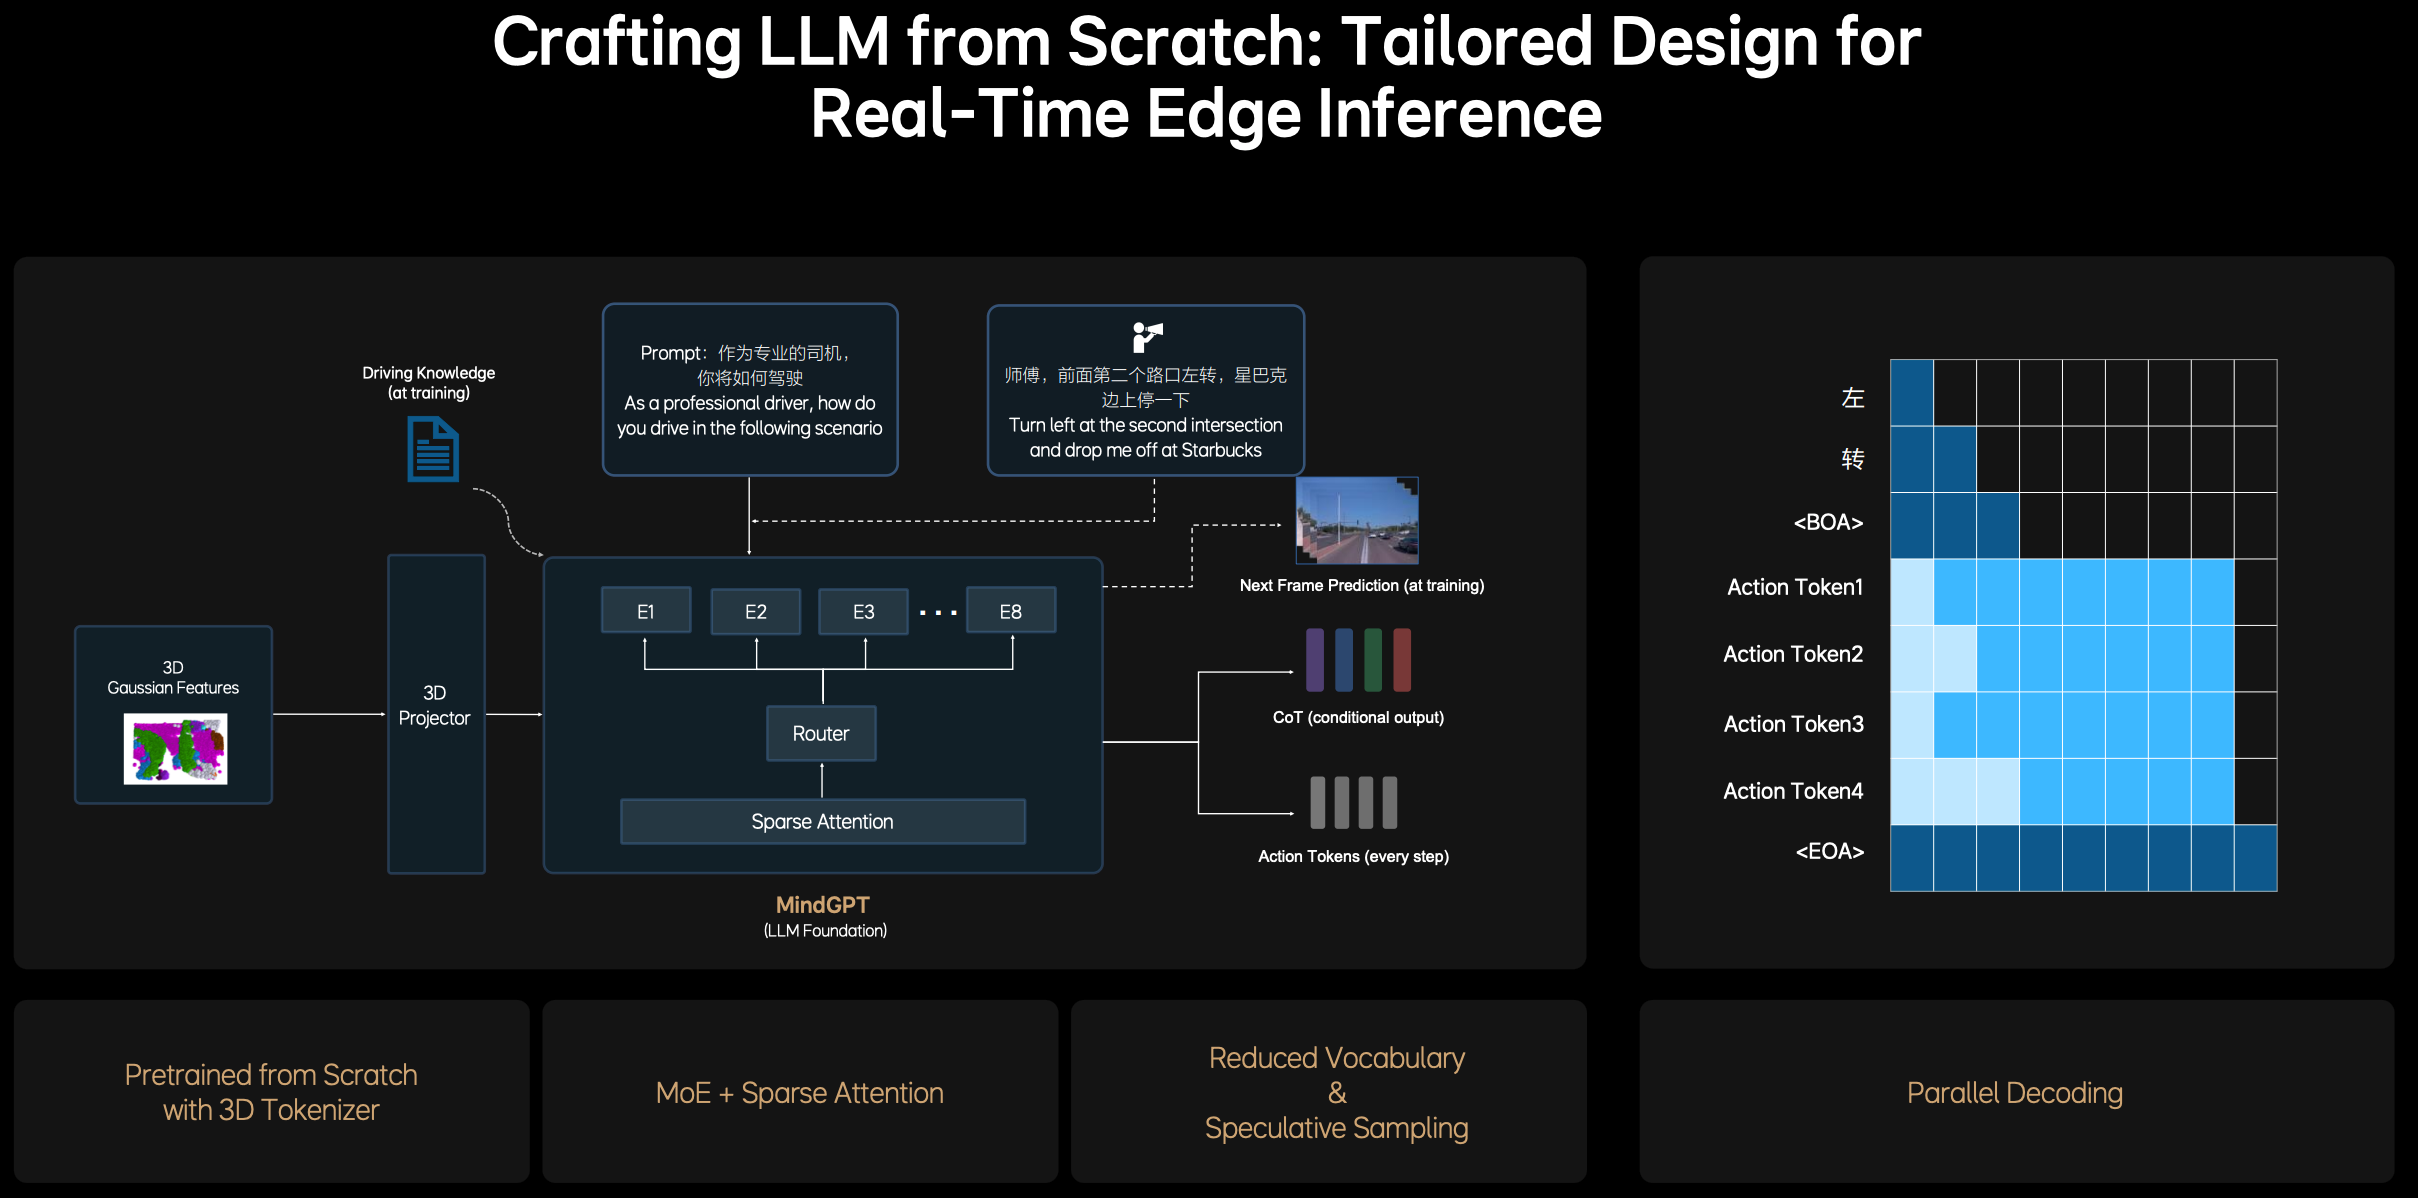 Crafting LLM from Scratch: Tailored Design for
Real-Time Edge Inference
Driving Knowledge
(at training)
Prompt: 作为专业的司机，
你将如何驾驶
As a professional driver, how do
you drive in the following scenario
师傅，前面第二个路口左转，星巴克
边上停一下
Turn left at the second intersection
and drop me off at Starbucks
3D
Gaussian Features
3D
Projector
E1
E2
E3
...
E8
Router
Sparse Attention
MindGPT
(LLM Foundation)
Next Frame Prediction (at training)
CoT (conditional output)
Action Tokens (every step)
左
转
<BOA>
Action Token1
Action Token2
Action Token3
Action Token4
<EOA>
Pretrained from Scratch
with 3D Tokenizer
MoE + Sparse Attention
Reduced Vocabulary
&
Speculative Sampling
Parallel Decoding